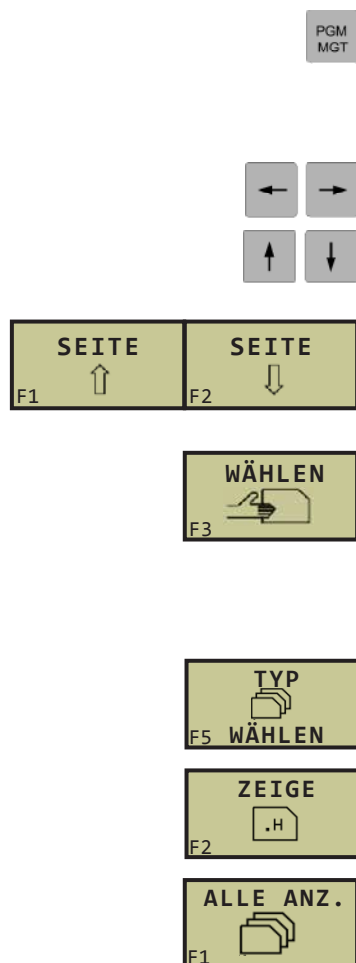 PGM
MGT
SEITE
F1
SEITE
F2
WÄHLEN
F3
TYP
F5 WÄHLEN
ZEIGE
.H
F2
ALLE ANZ.
F1